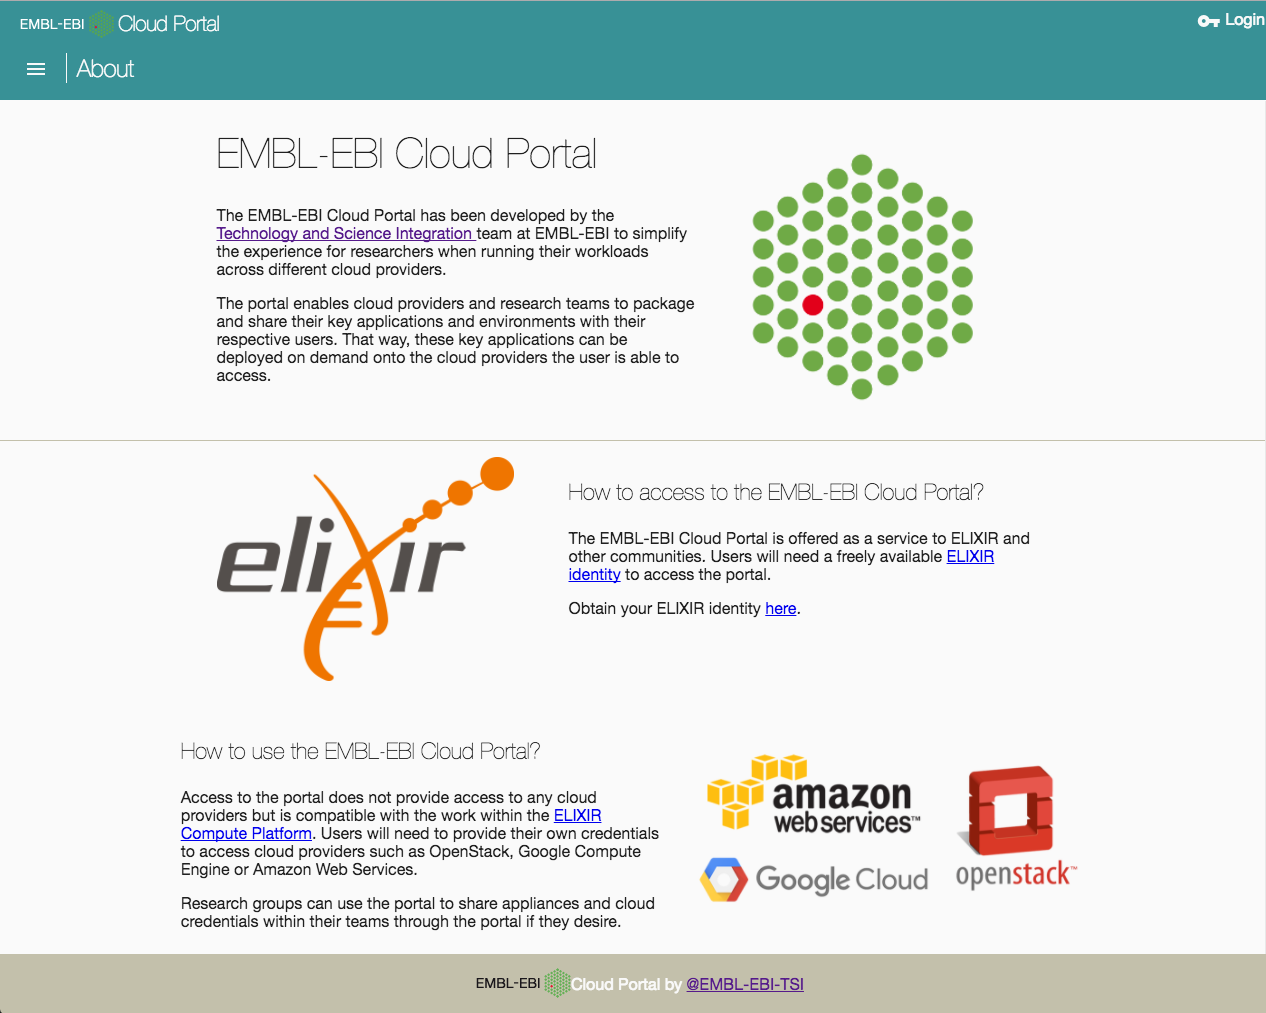 EMBL-EBI Cloud Portal
Login
About
EMBL-EBI Cloud Portal
The EMBL-EBI Cloud Portal has been developed by the
Technology and Science Integration team at EMBL-EBI to simplify
the experience for researchers when running their workloads
across different cloud providers.
The portal enables cloud providers and research teams to package
and share their key applications and environments with their
respective users. That way, these key applications can be
deployed on demand onto the cloud providers the user is able to
access.
elixir
How to access to the EMBL-EBI Cloud Portal?
The EMBL-EBI Cloud Portal is offered as a service to ELIXIR and
other communities. Users will need a freely available ELIXIR
identity to access the portal.
Obtain your ELIXIR identity here.
How to use the EMBL-EBI Cloud Portal?
Access to the portal does not provide access to any cloud
providers but is compatible with the work within the ELIXIR
Compute Platform. Users will need to provide their own credentials
to access cloud providers such as OpenStack, Google Compute
Engine or Amazon Web Services.
Research groups can use the portal to share appliances and cloud
credentials within their teams through the portal if they desire.
amazon
web services™
Google Cloud
openstack™
EMBL-EBI Cloud Portal by @EMBL-EBI-TSI